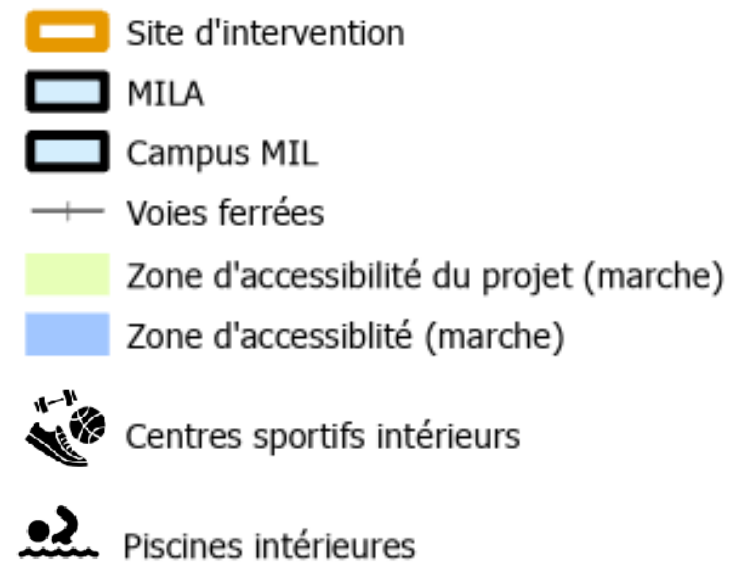 Site d'intervention
MILA
Campus MIL
Voies ferrées
Zone d'accessibilité du projet (marche)
Zone d'accessiblité (marche)
Centres sportifs intérieurs
Piscines intérieures